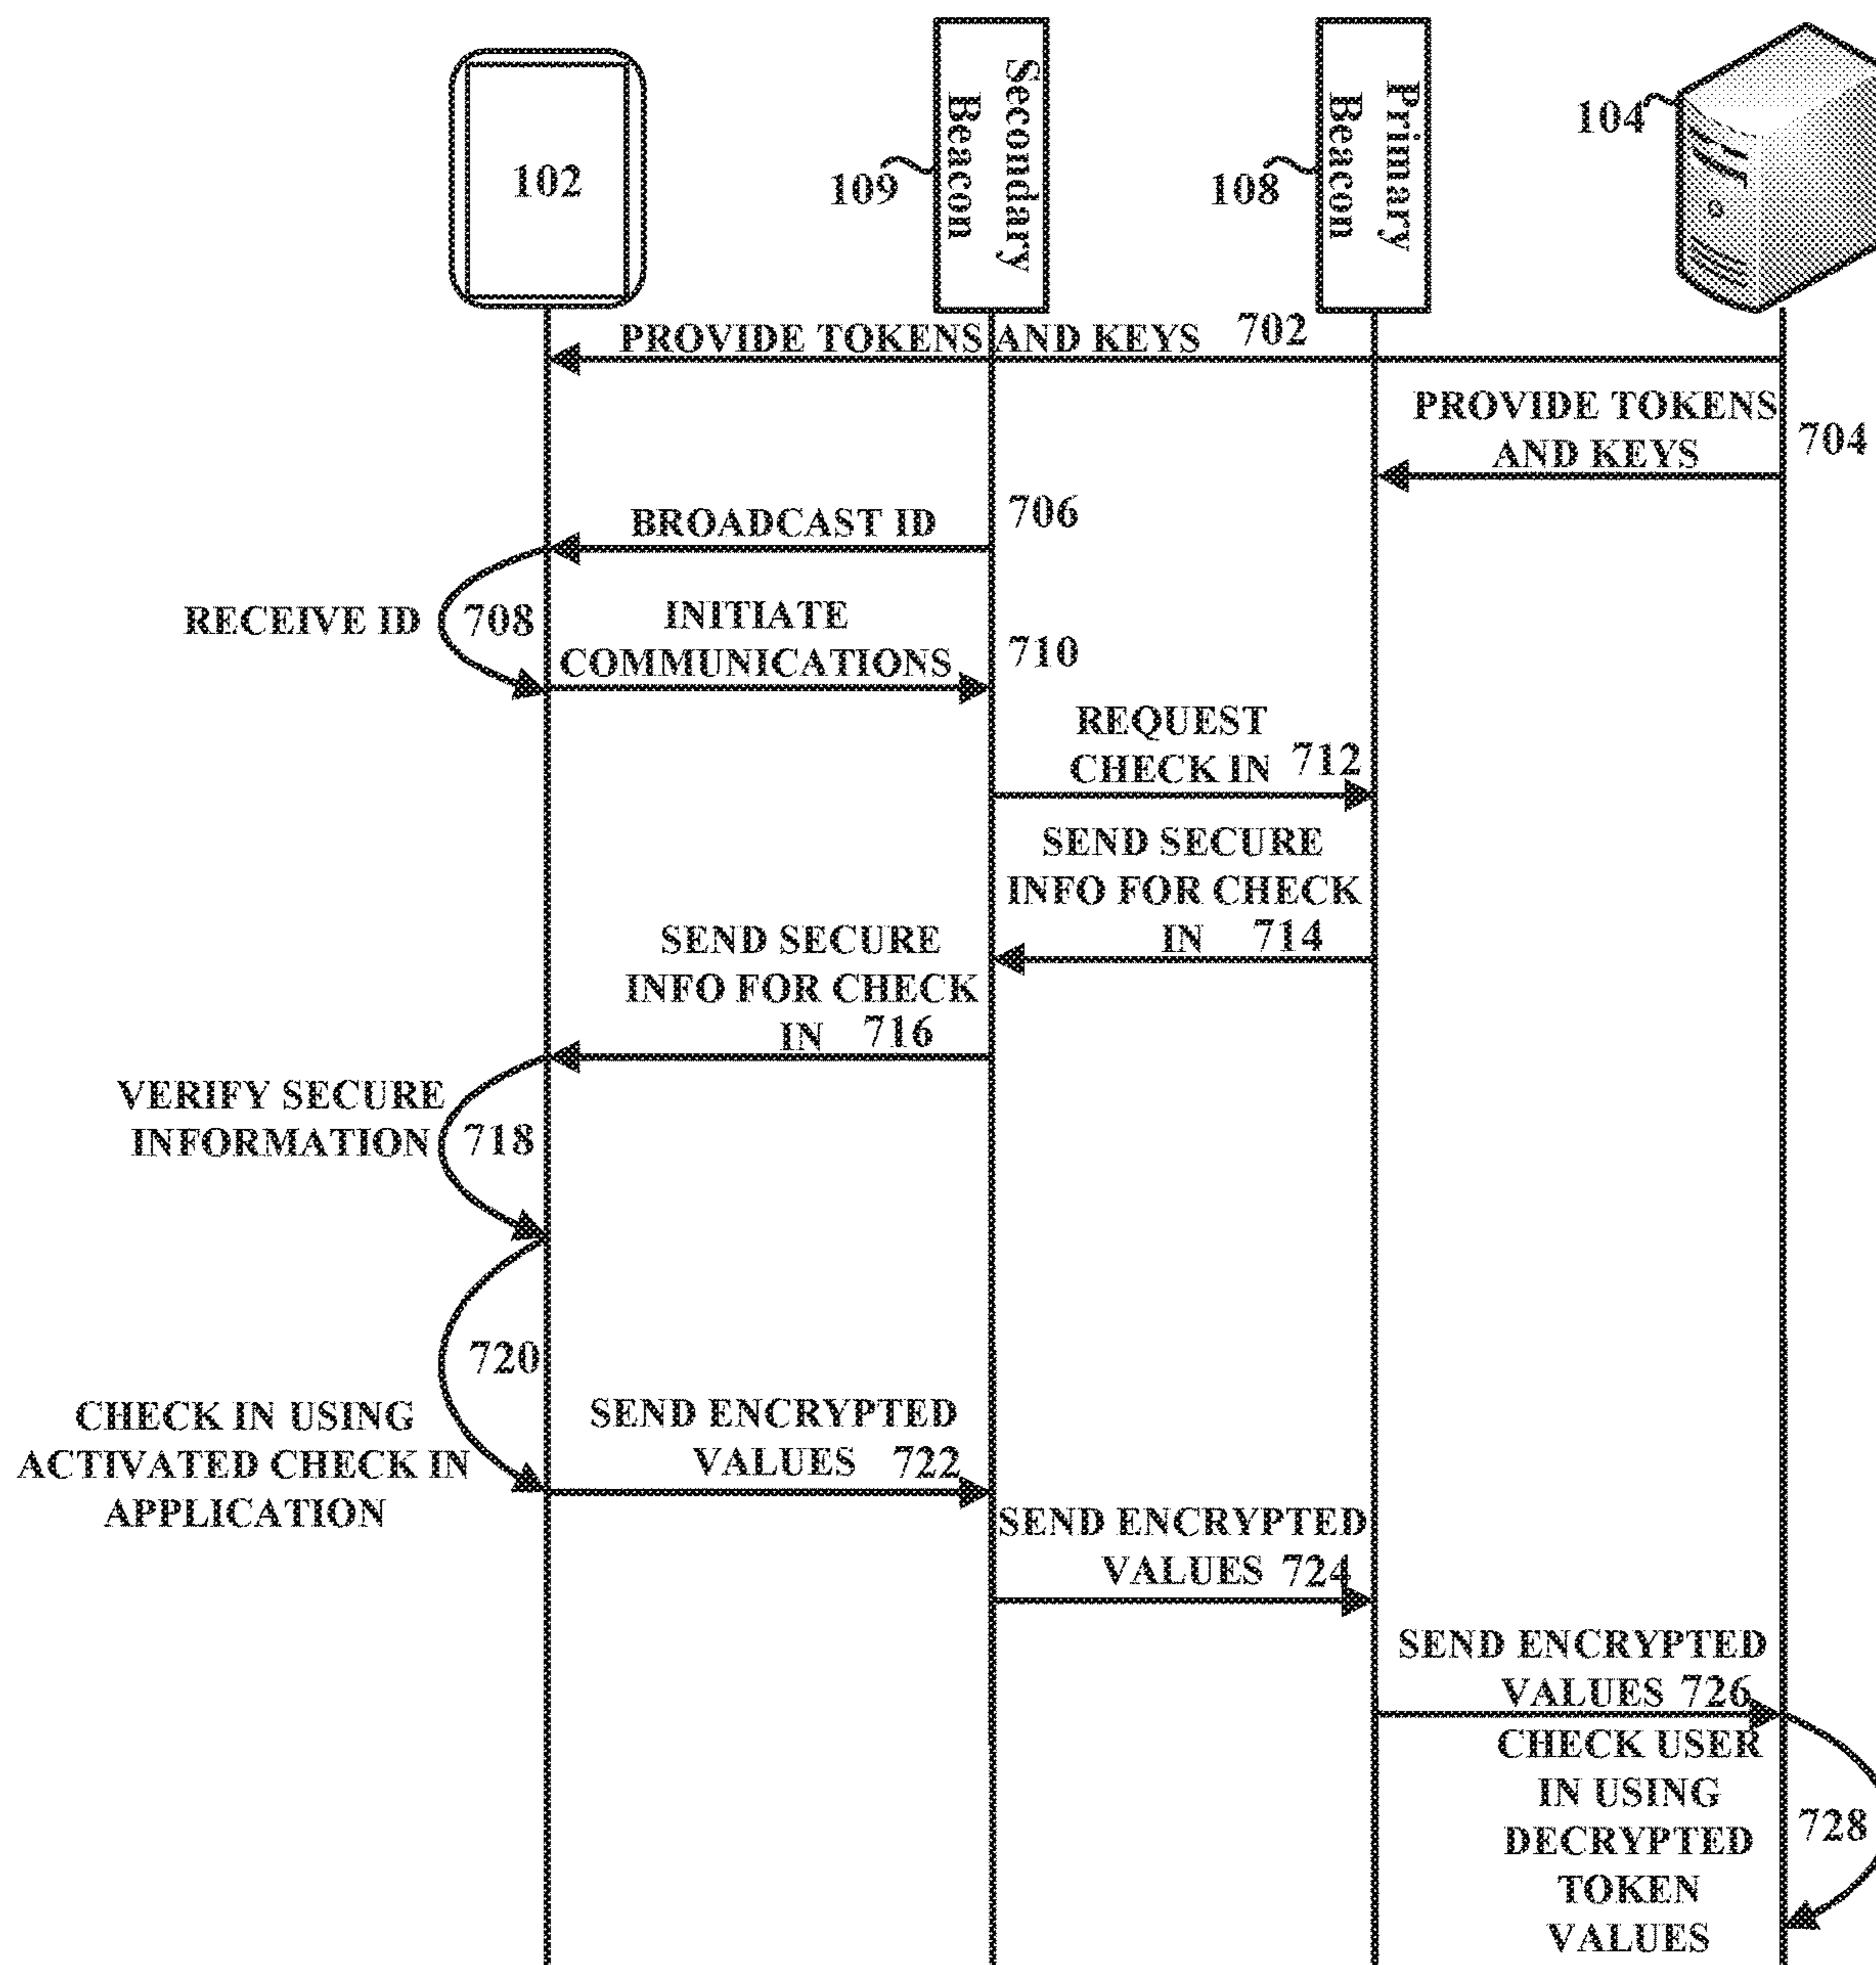 102
109
Secondary
Beacon
108
Primary
Beacon
104
PROVIDE TOKENS AND KEYS 702
PROVIDE TOKENS
AND KEYS
704
BROADCAST ID
706
RECEIVE ID
708
INITIATE
COMMUNICATIONS
710
REQUEST
CHECK IN 712
SEND SECURE
INFO FOR CHECK
IN 714
SEND SECURE
INFO FOR CHECK
IN 716
VERIFY SECURE
INFORMATION
718
720
CHECK IN USING
ACTIVATED CHECK IN
APPLICATION
SEND ENCRYPTED
VALUES 722
SEND ENCRYPTED
VALUES 724
SEND ENCRYPTED
VALUES 726
CHECK USER
IN USING
DECRYPTED
TOKEN
VALUES
728